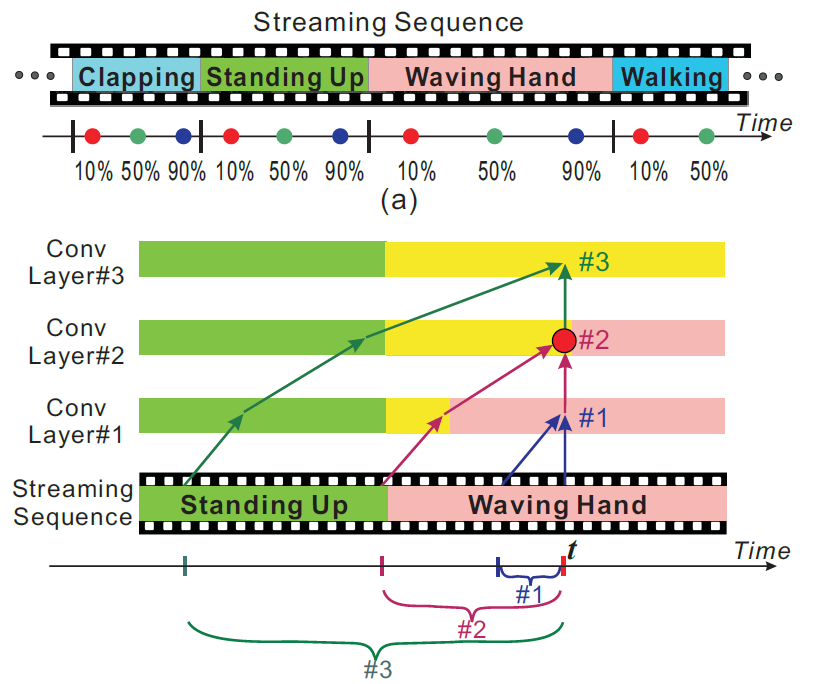 Streaming Sequence
Clapping Standing Up Waving Hand Walking
Time
10% 50% 90% 10% 50% 90% 10% 50% 90% 10% 50%
(a)
Conv
Layer#3
#3
Conv
Layer#2
#2
Conv
Layer#1
#1
Streaming
Sequence
Standing Up Waving Hand
t
Time
#1
#2
#3